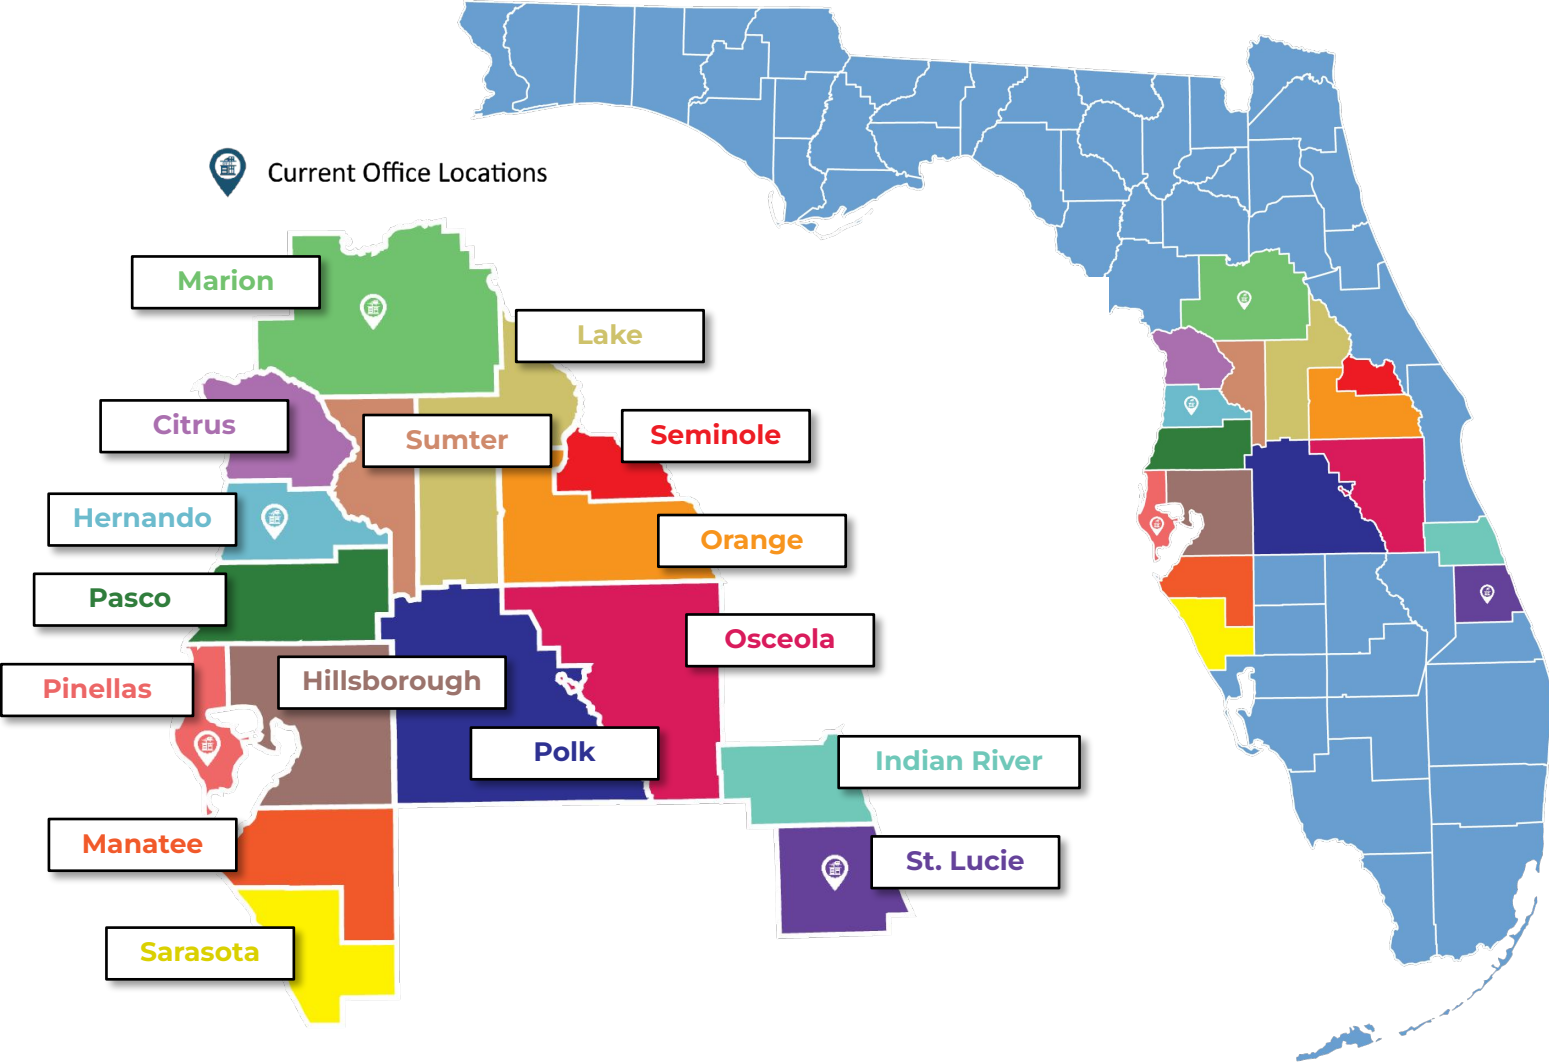 Current Office Locations
Marion
Lake
Citrus
Sumter
Seminole
Hernando
Orange
Pasco
Osceola
Pinellas
Hillsborough
Polk
Indian River
Manatee
St. Lucie
Sarasota